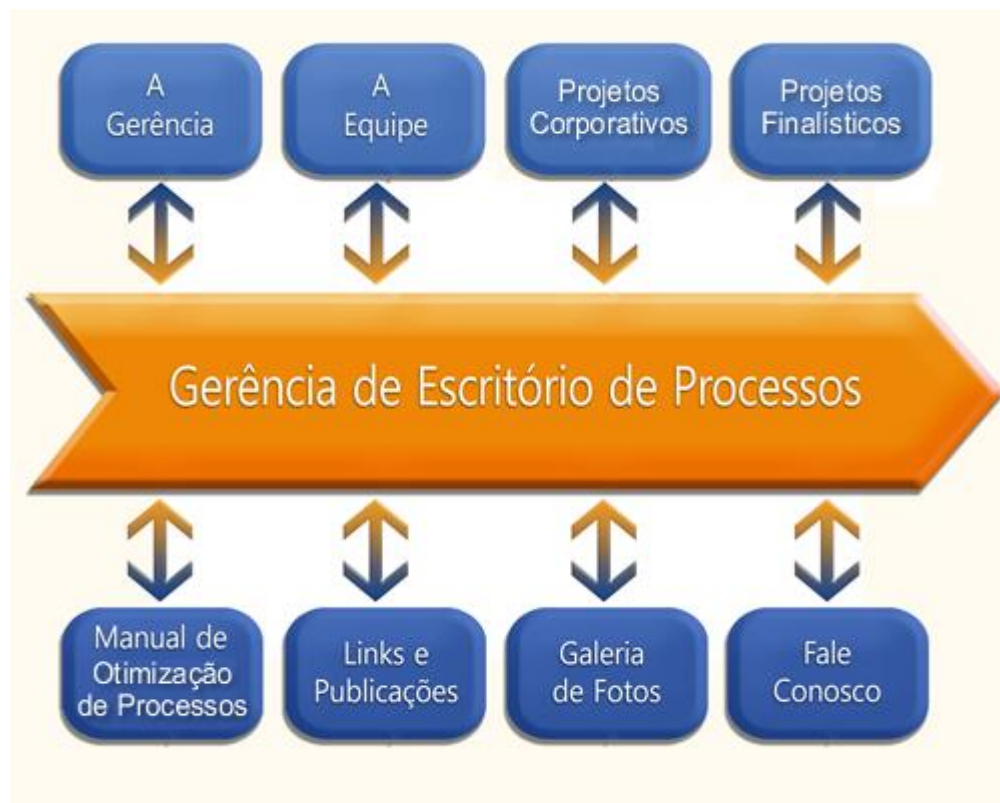 A
Gerência
A
Equipe
Projetos
Corporativos
Projetos
Finalísticos
Gerência de Escritório de Processos
Manual de
Otimização
de Processos
Links e
Publicações
Galeria
de Fotos
Fale
Conosco